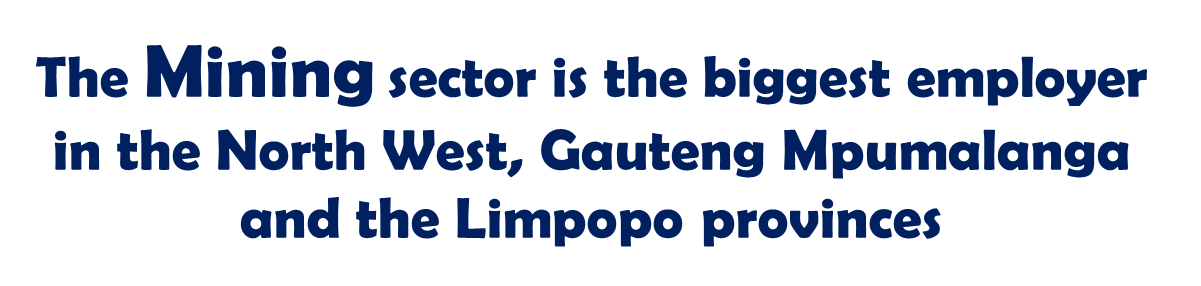 The Mining sector is the biggest employer
in the North West, Gauteng Mpumalanga
and the Limpopo provinces